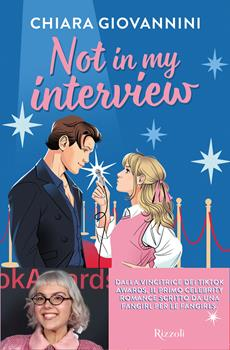 CHIARA GIOVANNINI
Not in my
interview
okAwards
DALLA VINCITRICE DEI TIKTOK
AWARDS, IL PRIMO CELEBRITY
ROMANCE SCRITTO DA UNA
FANGIRL PER LE FANGIRLS
Rizzoli